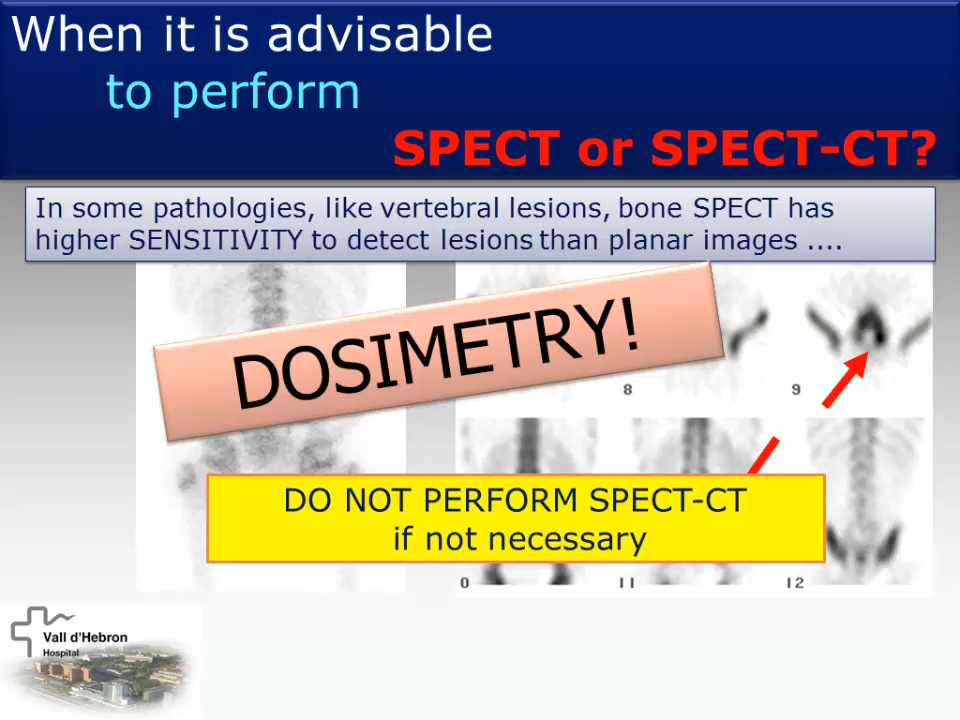 When it is advisable
to perform
SPECT or SPECT-CT?
In some pathologies, like vertebral lesions, bone SPECT has
higher SENSITIVITY to detect lesions than planar images ....
DOSIMETRY!
8
9
DO NOT PERFORM SPECT-CT
if not necessary
0
11
12
Vall d'Hebron
Hospital